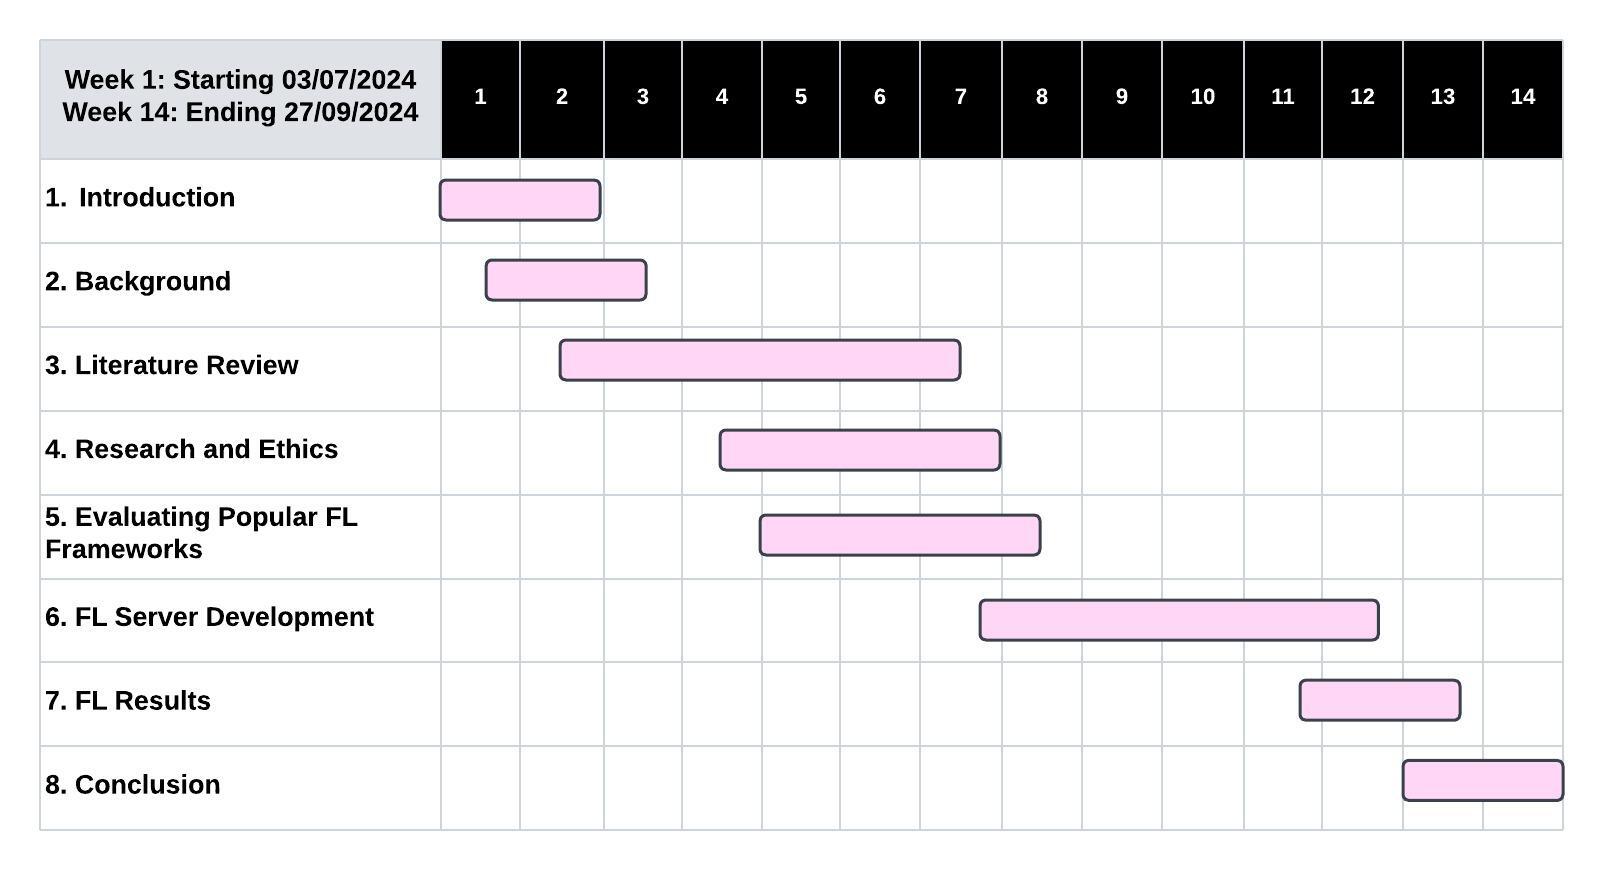 Week 1: Starting 03/07/2024
Week 14: Ending 27/09/2024
1 2 3 4 5 6 7 8 9 10 11 12 13 14
1. Introduction
2. Background
3. Literature Review
4. Research and Ethics
5. Evaluating Popular FL
Frameworks
6. FL Server Development
7. FL Results
8. Conclusion